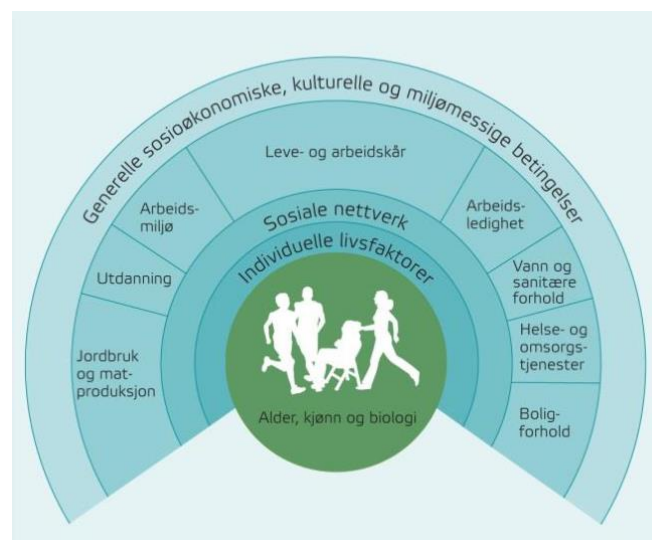 Generelle sosioøkonomiske, kulturelle og miljømessige betingelser
Leve- og arbeidskår
Arbeids-
miljø
Utdanning
Jordbruk
og mat-
produksjon
Arbeids-
ledighet
Vann og
sanitære
forhold
Helse- og
omsorgs-
tjenester
Bolig-
forhold
Sosiale nettverk
Individuelle livsfaktorer
Alder, kjønn og biologi